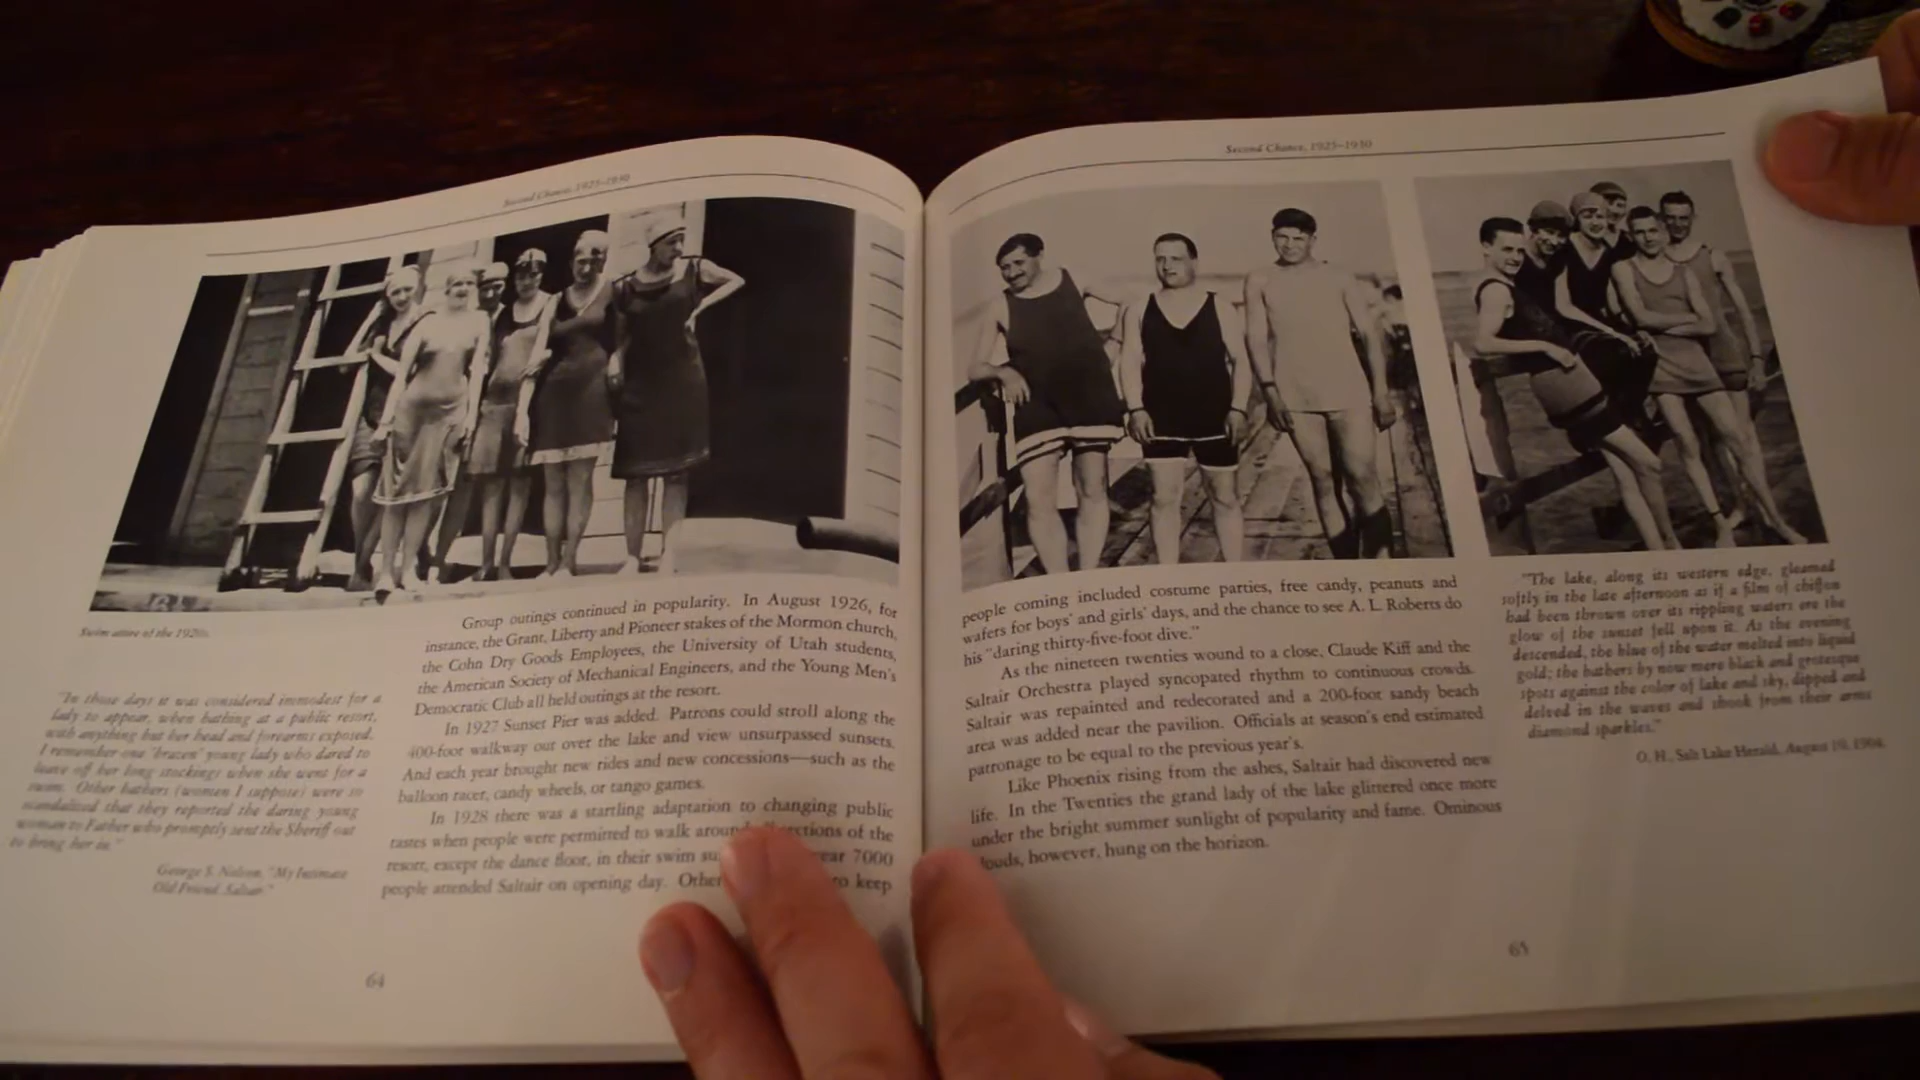 Second Chance, 1925–1930
Swim attire of the 1920s.
"In those days it was considered immodest for a
lady to appear, when bathing at a public resort,
with anything but her head and forearms exposed.
I remember one 'brazen' young lady who dared to
leave off her long stockings when she went for a
swim. Other bathers (women I suppose) were so
scandalized that they reported the daring young
woman to Father who promptly sent the Sheriff out
to bring her in."
George S. Nelson, "My Intimate
Old Friend, Saltair"
Group outings continued in popularity. In August 1926, for
instance, the Grant, Liberty and Pioneer stakes of the Mormon church,
the Cohn Dry Goods Employees, the University of Utah students,
the American Society of Mechanical Engineers, and the Young Men's
Democratic Club all held outings at the resort.
In 1927 Sunset Pier was added. Patrons could stroll along the
400-foot walkway out over the lake and view unsurpassed sunsets.
And each year brought new rides and new concessions—such as the
balloon racer, candy wheels, or tango games.
In 1928 there was a startling adaptation to changing public
tastes when people were permitted to walk around sections of the
resort, except the dance floor, in their swim year 7000
people attended Saltair on opening day. Other to keep
64
Second Chance, 1925–1930
people coming included costume parties, free candy, peanuts and
wafers for boys' and girls' days, and the chance to see A. L. Roberts do
his "daring thirty-five-foot dive."
As the nineteen twenties wound to a close, Claude Kiff and the
Saltair Orchestra played syncopated rhythm to continuous crowds.
Saltair was repainted and redecorated and a 200-foot sandy beach
area was added near the pavilion. Officials at season's end estimated
patronage to be equal to the previous year's.
Like Phoenix rising from the ashes, Saltair had discovered new
life. In the Twenties the grand lady of the lake glittered once more
under the bright summer sunlight of popularity and fame. Ominous
clouds, however, hung on the horizon.
"The lake, along its western edge, gleamed
softly in the late afternoon as if a film of chiffon
had been thrown over its rippling waters ere the
glow of the sunset fell upon it. As the evening
descended, the blue of the water melted into liquid
gold; the bathers by now mere black and grotesque
spots against the color of lake and sky, dipped and
delved in the waves and shook from their arms
diamond sparkles."
O. H., Salt Lake Herald, August 19, 1904.
65